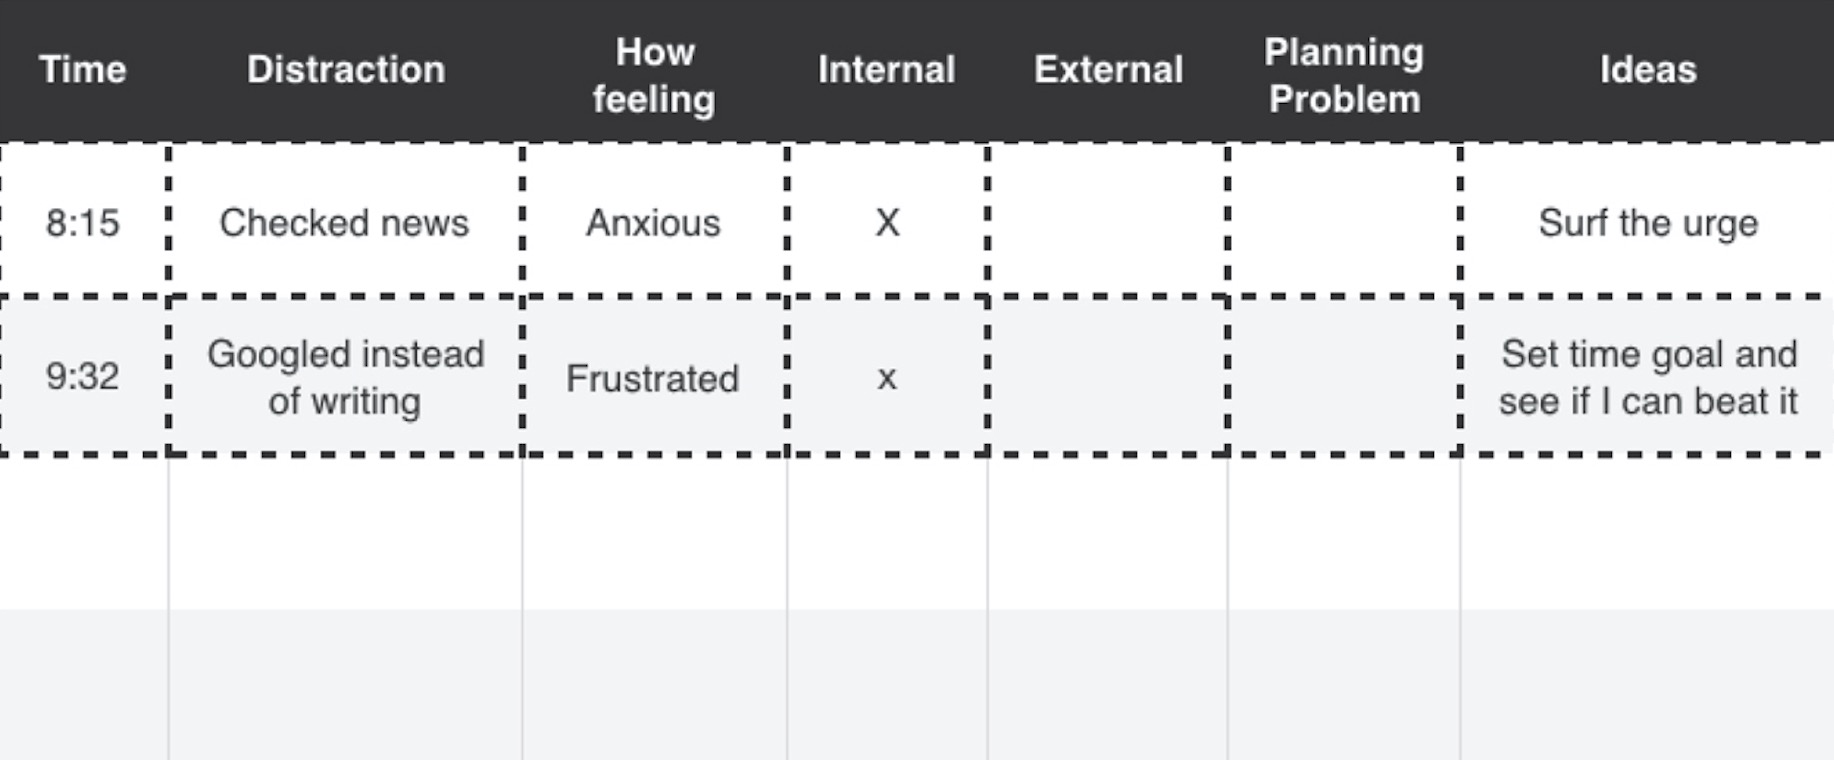 Time Distraction How feeling Internal External Planning Problem Ideas
8:15 Checked news Anxious X Surf the urge
9:32 Googled instead of writing Frustrated x Set time goal and see if I can beat it